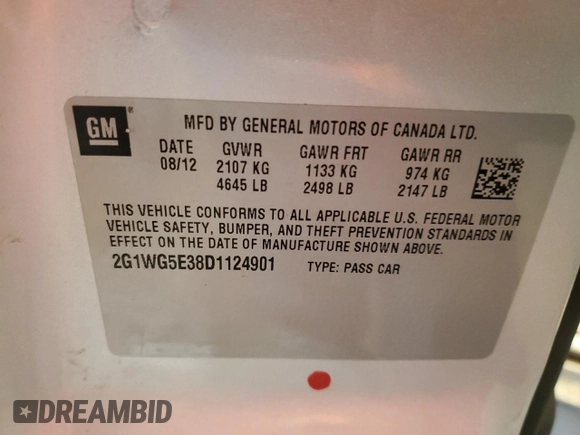 GM
MFD BY GENERAL MOTORS OF CANADA LTD.
DATE GVWR GAWR FRT GAWR RR
08/12 2107 KG 1133 KG 974 KG
4645 LB 2498 LB 2147 LB
THIS VEHICLE CONFORMS TO ALL APPLICABLE U.S. FEDERAL MOTOR
VEHICLE SAFETY, BUMPER, AND THEFT PREVENTION STANDARDS IN
EFFECT ON THE DATE OF MANUFACTURE SHOWN ABOVE.
2G1WG5E38D1124901 TYPE: PASS CAR
DREAMBID